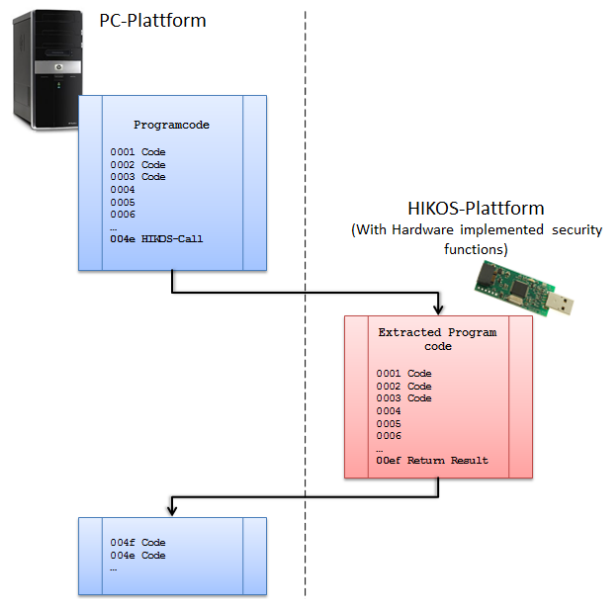 PC-Plattform
Programcode
0001 Code
0002 Code
0003 Code
0004
0005
0006
…
004e HIKOS-Call
HIKOS-Plattform
(With Hardware implemented security
functions)
Extracted Program
code
0001 Code
0002 Code
0003 Code
0004
0005
0006
…
00ef Return Result
004f Code
004e Code
…